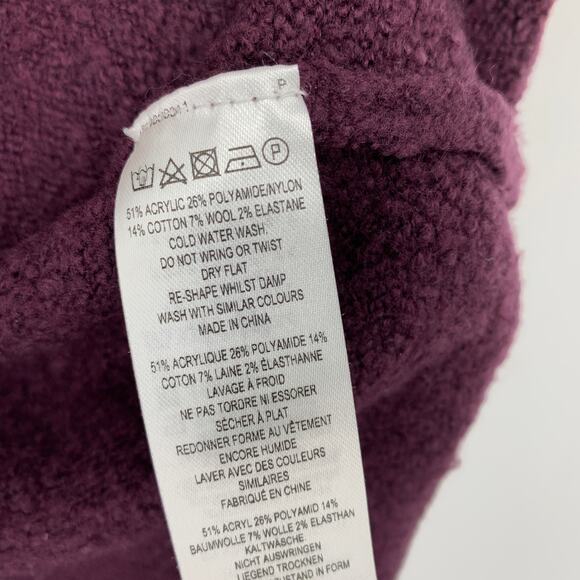 P
P
51% ACRYLIC 26% POLYAMIDE/NYLON
14% COTTON 7% WOOL 2% ELASTANE
COLD WATER WASH.
DO NOT WRING OR TWIST
DRY FLAT
RE-SHAPE WHILST DAMP
WASH WITH SIMILAR COLOURS
MADE IN CHINA
51% ACRYLIQUE 26% POLYAMIDE 14%
COTON 7% LAINE 2% ÉLASTHANNE
LAVAGE À FROID
NE PAS TORDRE NI ESSORER
SÉCHER À PLAT
REDONNER FORME AU VÊTEMENT
ENCORE HUMIDE
LAVER AVEC DES COULEURS
SIMILAIRES
FABRIQUÉ EN CHINE
51% ACRYL 26% POLYAMID 14%
BAUMWOLLE 7% WOLLE 2% ELASTHAN
KALTWÄSCHE
NICHT AUSWRINGEN
LIEGEND TROCKNEN
ZUSTAND IN FORM